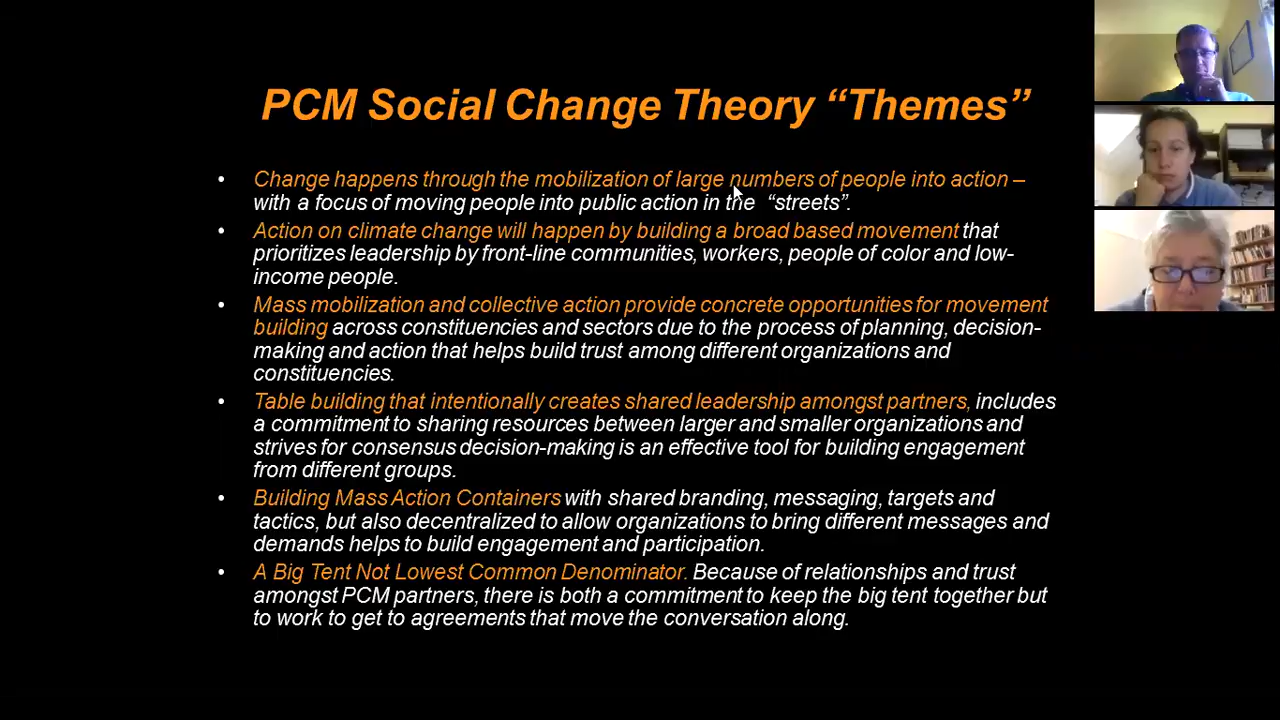 PCM Social Change Theory “Themes”
• Change happens through the mobilization of large numbers of people into action –
with a focus of moving people into public action in the “streets”.
• Action on climate change will happen by building a broad based movement that
prioritizes leadership by front-line communities, workers, people of color and low-
income people.
• Mass mobilization and collective action provide concrete opportunities for movement
building across constituencies and sectors due to the process of planning, decision-
making and action that helps build trust among different organizations and
constituencies.
• Table building that intentionally creates shared leadership amongst partners, includes
a commitment to sharing resources between larger and smaller organizations and
strives for consensus decision-making is an effective tool for building engagement
from different groups.
• Building Mass Action Containers with shared branding, messaging, targets and
tactics, but also decentralized to allow organizations to bring different messages and
demands helps to build engagement and participation.
• A Big Tent Not Lowest Common Denominator. Because of relationships and trust
amongst PCM partners, there is both a commitment to keep the big tent together but
to work to get to agreements that move the conversation along.